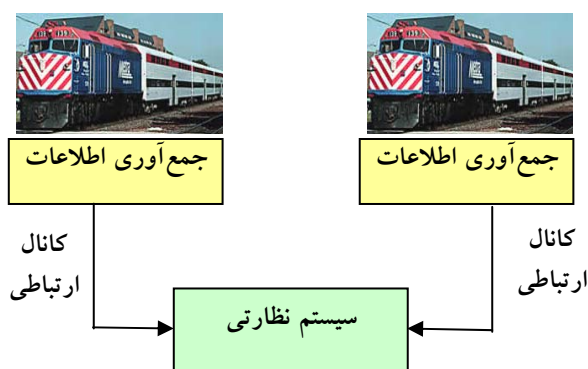 جمع‌آوری اطلاعات
جمع‌آوری اطلاعات
کانال
ارتباطی
کانال
ارتباطی
سیستم نظارتی